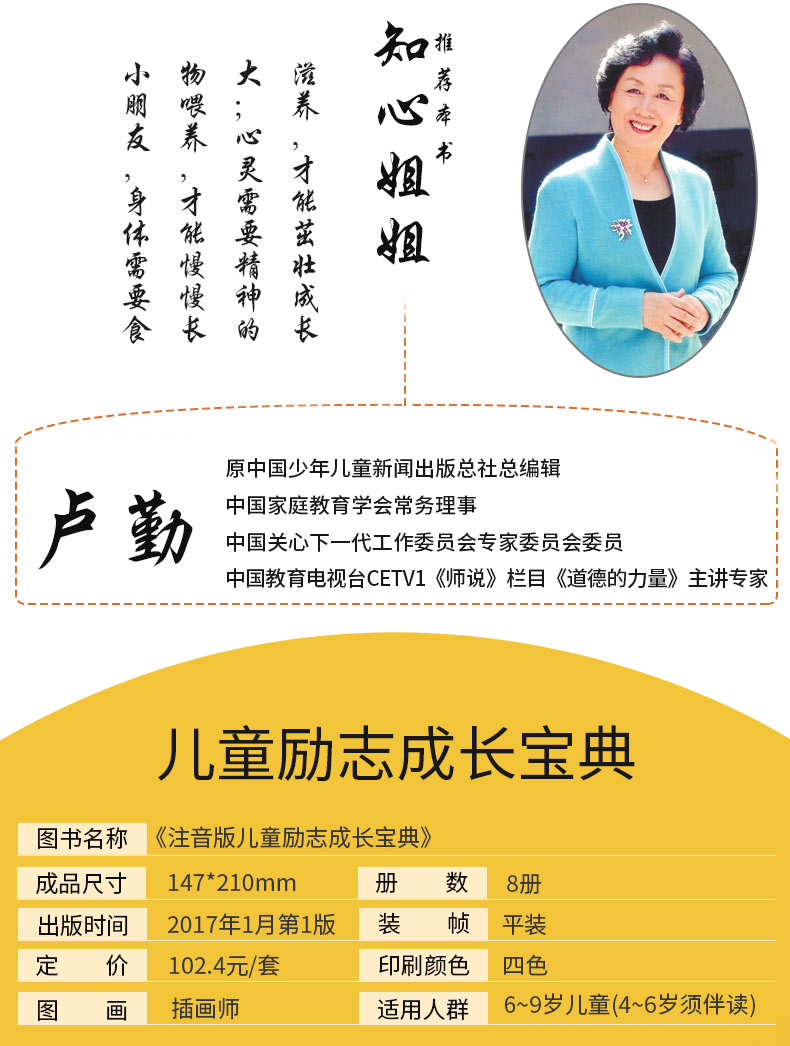 知心姐姐
推荐本书
小朋友,身体需要食
物喂养,才能慢慢长
大;心灵需要精神的
滋养,才能茁壮成长
卢勤
原中国少年儿童新闻出版总社总编辑
中国家庭教育学会常务理事
中国关心下一代工作委员会专家委员会委员
中国教育电视台CETV1《师说》栏目《道德的力量》主讲专家
儿童励志成长宝典
图书名称 《注音版儿童励志成长宝典》
成品尺寸 147*210mm 册 数 8册
出版时间 2017年1月第1版 装 帧 平装
定 价 102.4元/套 印刷颜色 四色
图 画 插画师 适用人群 6~9岁儿童(4~6岁须伴读)